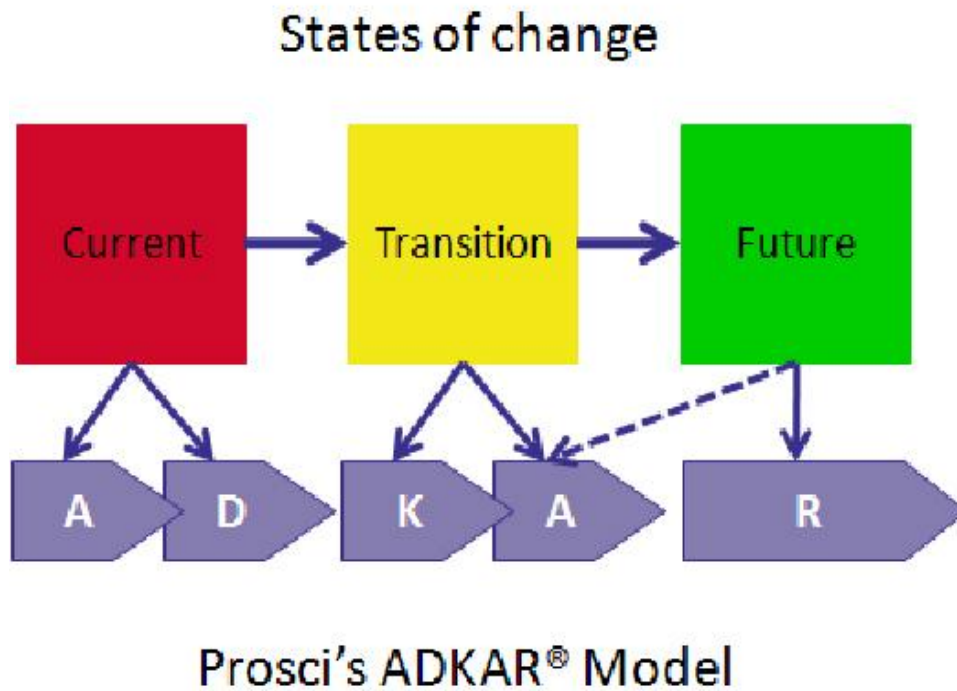 States of change
Current Transition Future
A D K A R
Prosci's ADKAR® Model